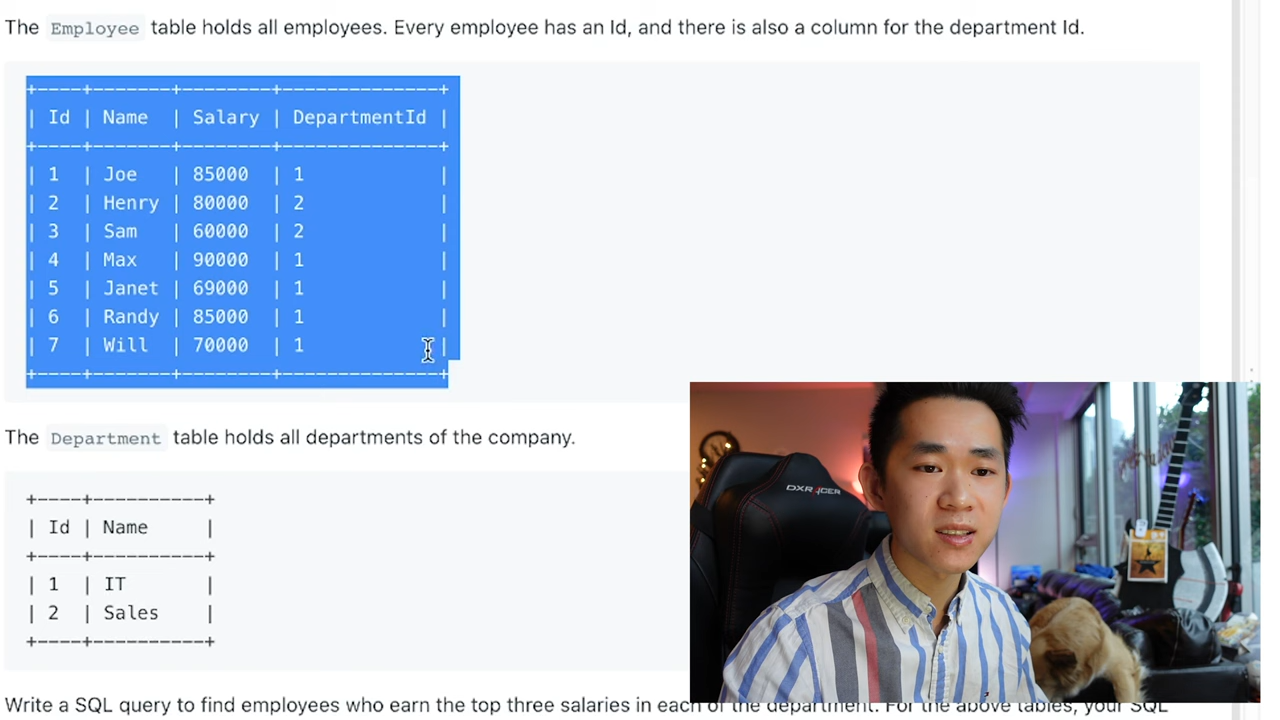 The Employee table holds all employees. Every employee has an Id, and there is also a column for the department Id.
+----+-------+--------+--------------+
| Id | Name  | Salary | DepartmentId |
+----+-------+--------+--------------+
| 1  | Joe   | 85000  | 1            |
| 2  | Henry | 80000  | 2            |
| 3  | Sam   | 60000  | 2            |
| 4  | Max   | 90000  | 1            |
| 5  | Janet | 69000  | 1            |
| 6  | Randy | 85000  | 1            |
| 7  | Will  | 70000  | 1            |
+----+-------+--------+--------------+
The Department table holds all departments of the company.
+----+----------+
| Id | Name     |
+----+----------+
| 1  | IT       |
| 2  | Sales    |
+----+----------+
DXRACER
Write a SQL query to find employees who earn the top three salaries in each of the department. For the above tables, your SQL